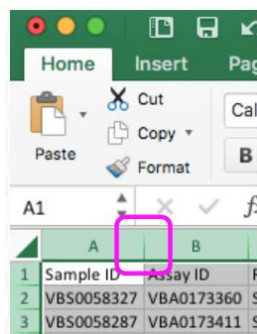 Home Insert Pa
Cut
Cal
Copy
Paste
B
Format
A1
A B
1 Sample ID Assay ID
2 VBS0058327 VBA0173360 S
3 VBS0058287 VBA0173411 S